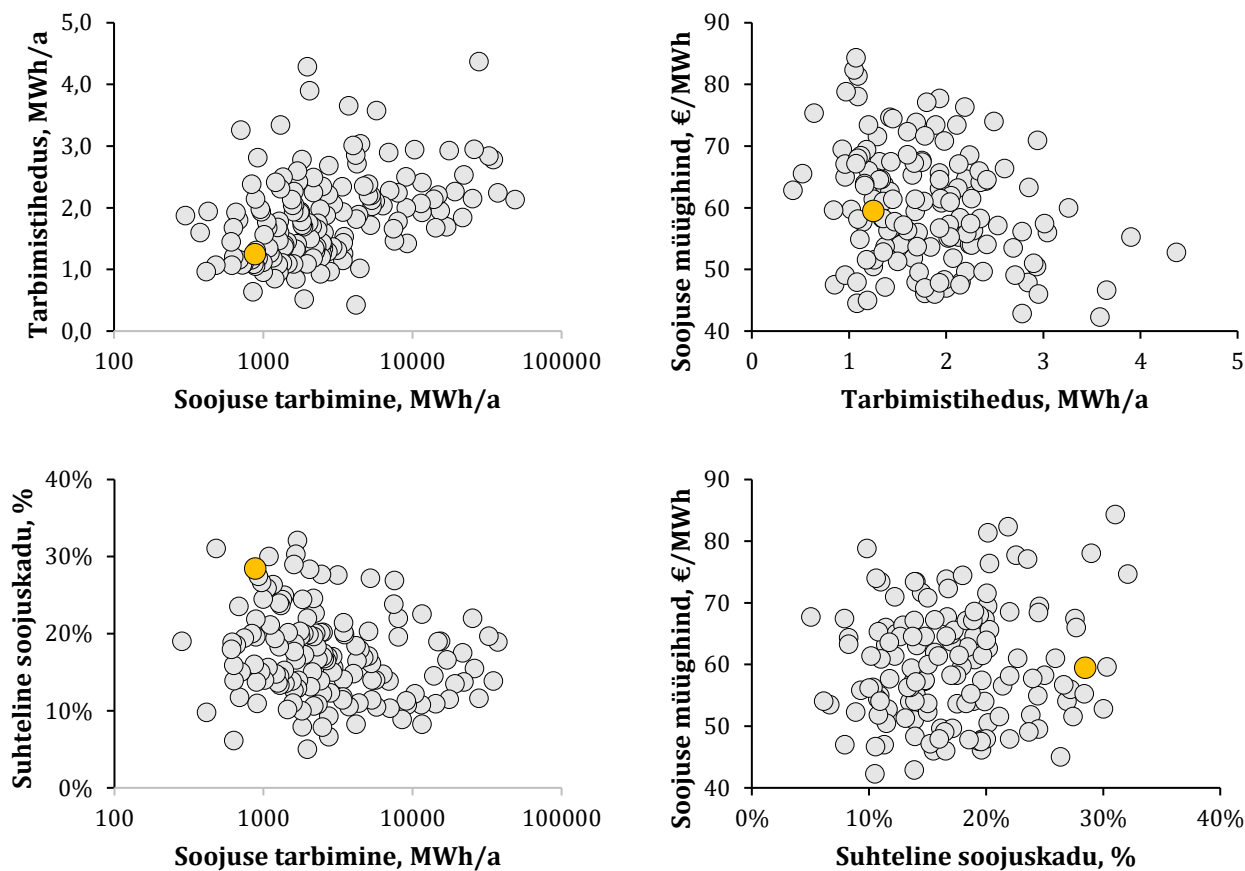 Tarbimistihedus, MWh/a
5,0
4,0
3,0
2,0
1,0
0,0
100 1000 10000 100000
Soojuse tarbimine, MWh/a
Soojuse müügihind, €/MWh
90
80
70
60
50
40
0 1 2 3 4 5
Tarbimistihedus, MWh/a
Suhteline soojuskadu, %
40%
30%
20%
10%
0%
100 1000 10000 100000
Soojuse tarbimine, MWh/a
Soojuse müügihind, €/MWh
90
80
70
60
50
40
0% 10% 20% 30% 40%
Suhteline soojuskadu, %